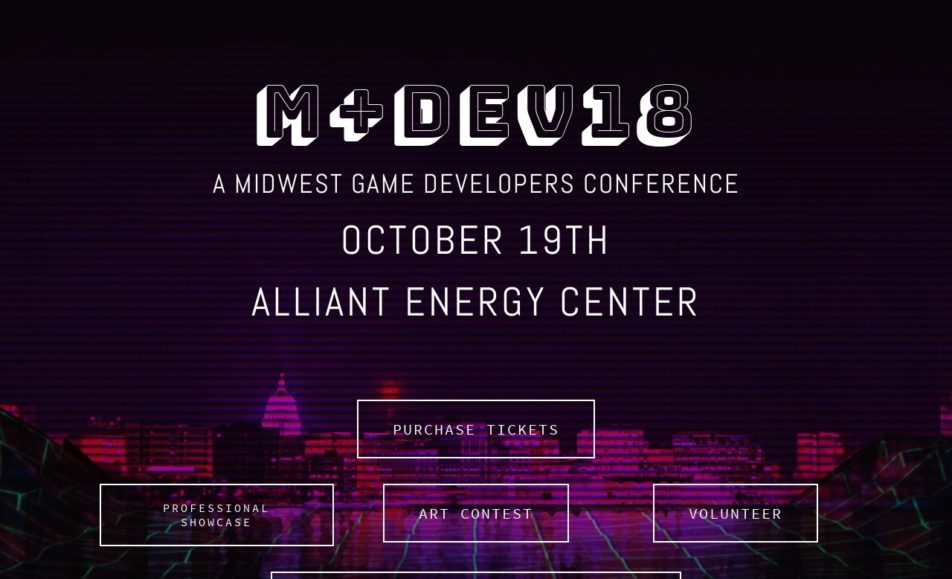 M+DEV18
A MIDWEST GAME DEVELOPERS CONFERENCE
OCTOBER 19TH
ALLIANT ENERGY CENTER
PURCHASE TICKETS
PROFESSIONAL
SHOWCASE
ART CONTEST
VOLUNTEER